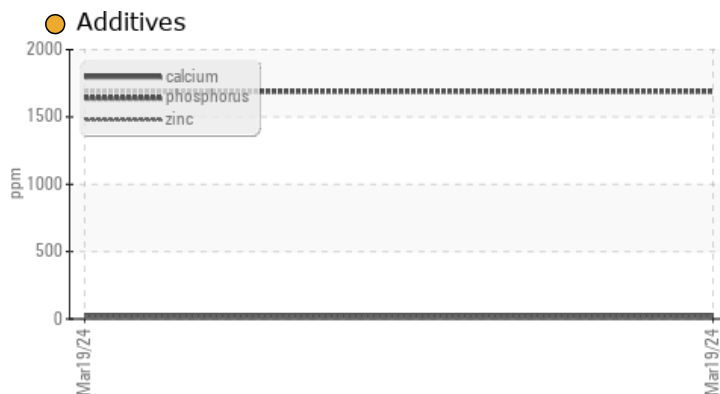 Additives
2000
1500
1000
500
0
ppm
calcium
phosphorus
zinc
Mar19/24
Mar19/24